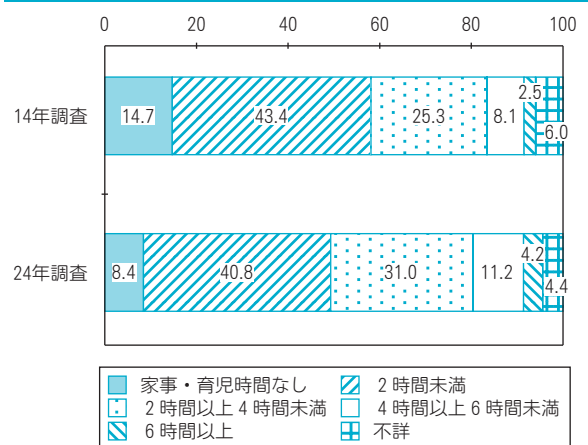 0 20 40 60 80 100
14年調査 14.7 43.4 25.3 8.1 2.5 6.0
24年調査 8.4 40.8 31.0 11.2 4.2 4.4
家事・育児時間なし 2時間未満
2時間以上4時間未満 4時間以上6時間未満
6時間以上 不詳